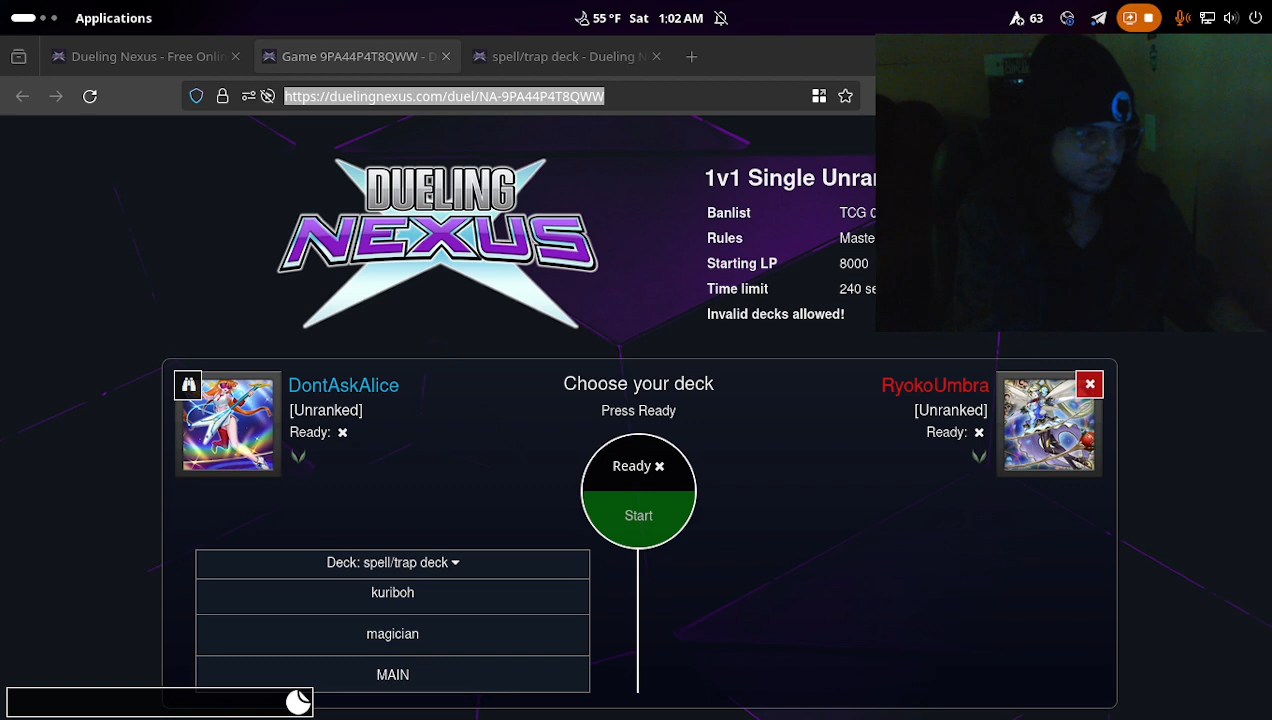 Applications
55 °F Sat 1:02 AM
63
Dueling Nexus - Free Onlin
Game 9PA44P4T8QWW - D
spell/trap deck - Dueling N
https://duelingnexus.com/duel/NA-9PA44P4T8QWW
DUELING
NEXUS
1v1 Single Unran
Banlist TCG 0
Rules Maste
Starting LP 8000
Time limit 240 se
Invalid decks allowed!
DontAskAlice
[Unranked]
Ready:
Choose your deck
Press Ready
RyokoUmbra
[Unranked]
Ready:
Ready
Start
Deck: spell/trap deck
kuriboh
magician
MAIN